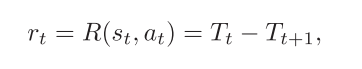 r_t = R(s_t, a_t) = T_t − T_{t+1},